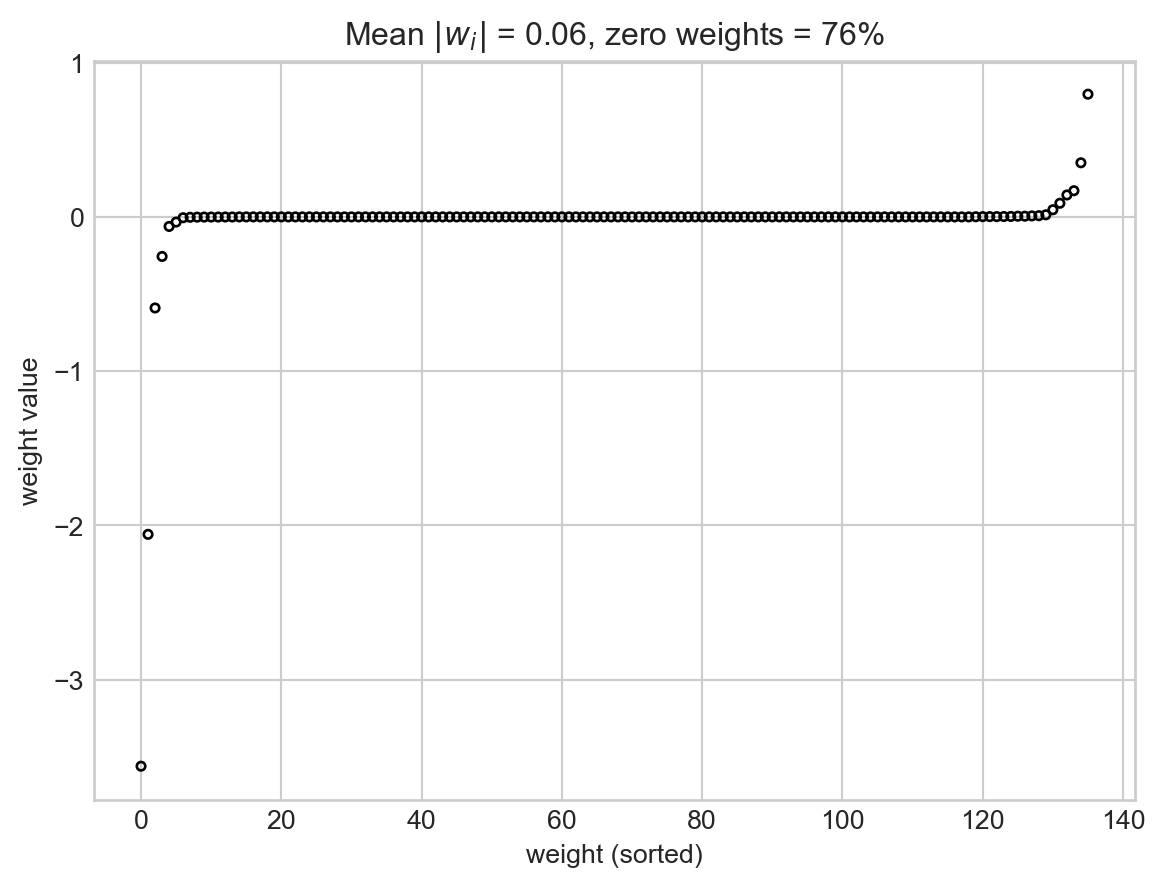 Mean |w_i| = 0.06, zero weights = 76%
1
0
−1
−2
−3
weight value
0 20 40 60 80 100 120 140
weight (sorted)